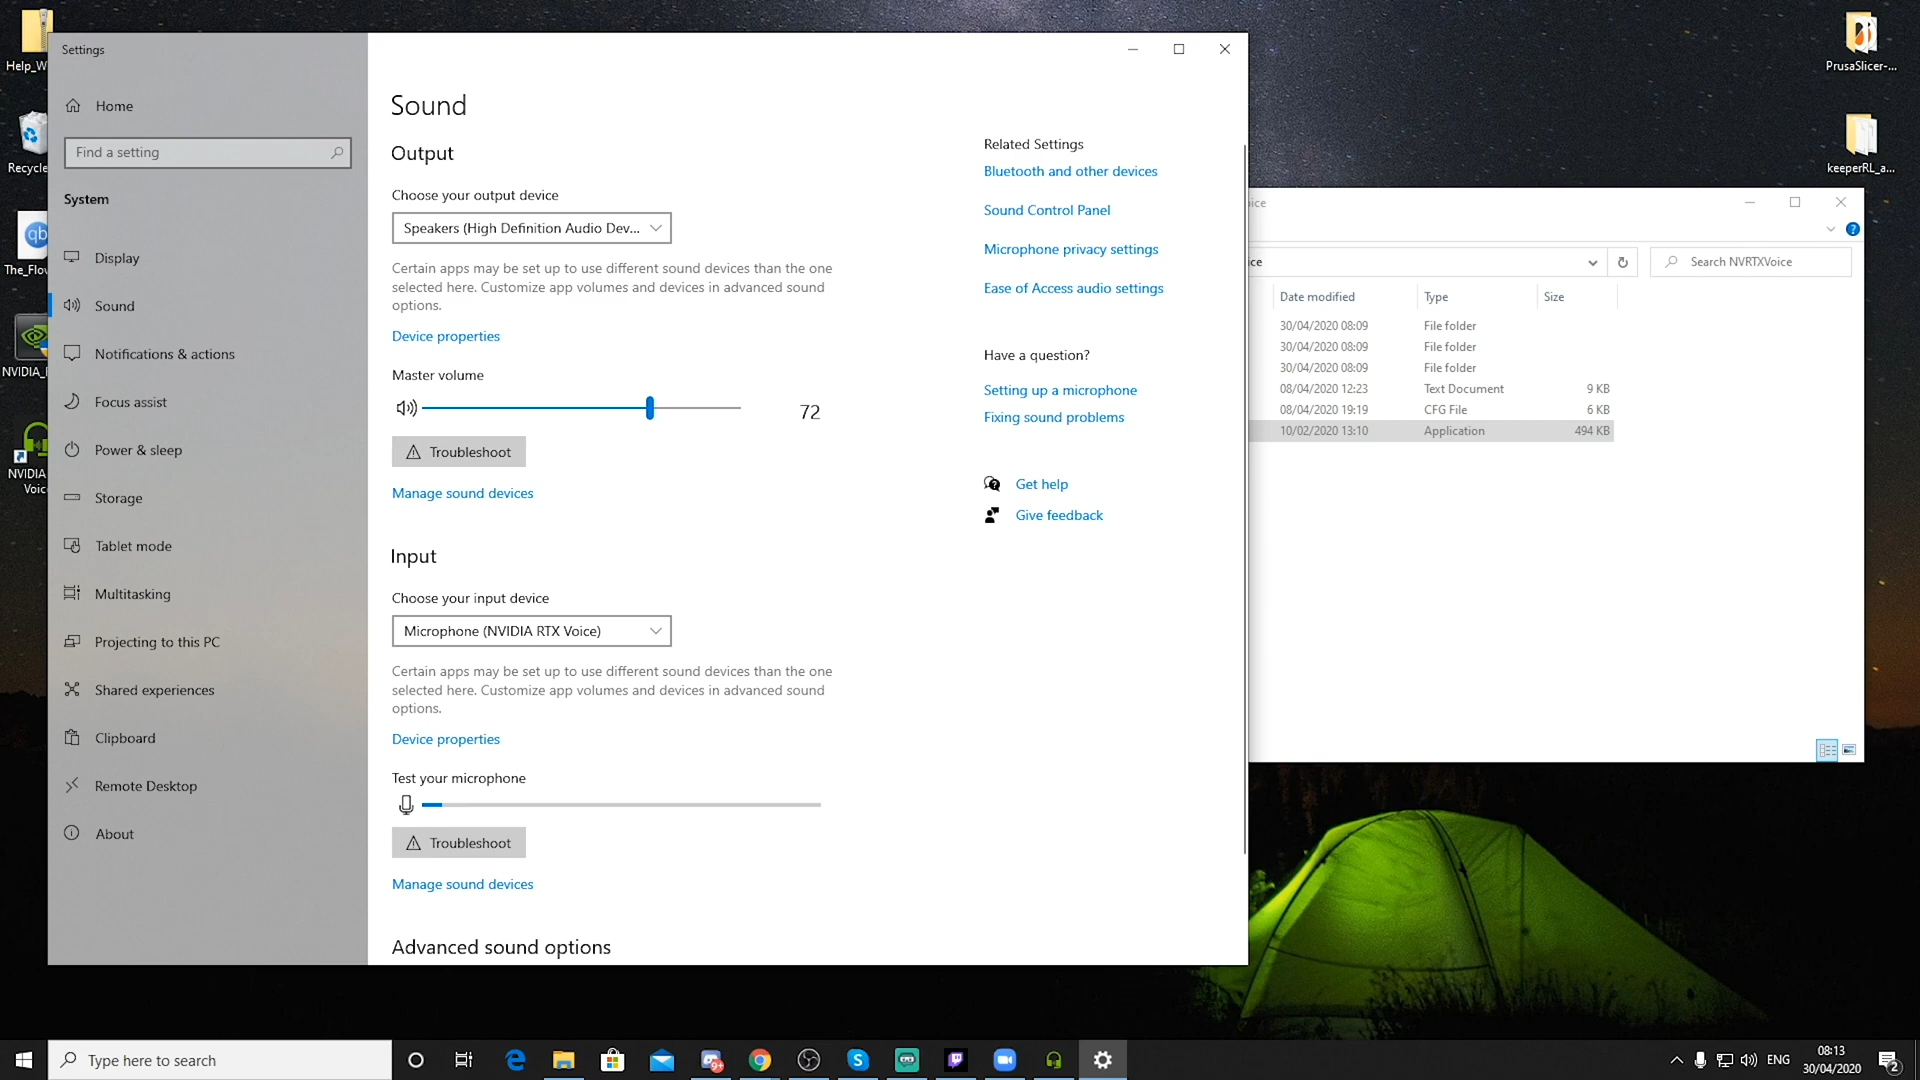 Help_W
Recycle
The_Flow
NVIDIA_
NVIDIA
Voic
Settings
Home
Find a setting
System
Display
Sound
Notifications & actions
Focus assist
Power & sleep
Storage
Tablet mode
Multitasking
Projecting to this PC
Shared experiences
Clipboard
Remote Desktop
About
Sound
Output
Choose your output device
Speakers (High Definition Audio Dev...
Certain apps may be set up to use different sound devices than the one
selected here. Customize app volumes and devices in advanced sound
options.
Device properties
Master volume
72
Troubleshoot
Manage sound devices
Input
Choose your input device
Microphone (NVIDIA RTX Voice)
Certain apps may be set up to use different sound devices than the one
selected here. Customize app volumes and devices in advanced sound
options.
Device properties
Test your microphone
Troubleshoot
Manage sound devices
Advanced sound options
Related Settings
Bluetooth and other devices
Sound Control Panel
Microphone privacy settings
Ease of Access audio settings
Have a question?
Setting up a microphone
Fixing sound problems
Get help
Give feedback
PrusaSlicer-...
keeperRL_a...
oice
ice
Search NVRTXVoice
Date modified Type Size
30/04/2020 08:09 File folder
30/04/2020 08:09 File folder
30/04/2020 08:09 File folder
08/04/2020 12:23 Text Document 9 KB
08/04/2020 19:19 CFG File 6 KB
10/02/2020 13:10 Application 494 KB
Type here to search
9+
ENG
08:13
30/04/2020
2